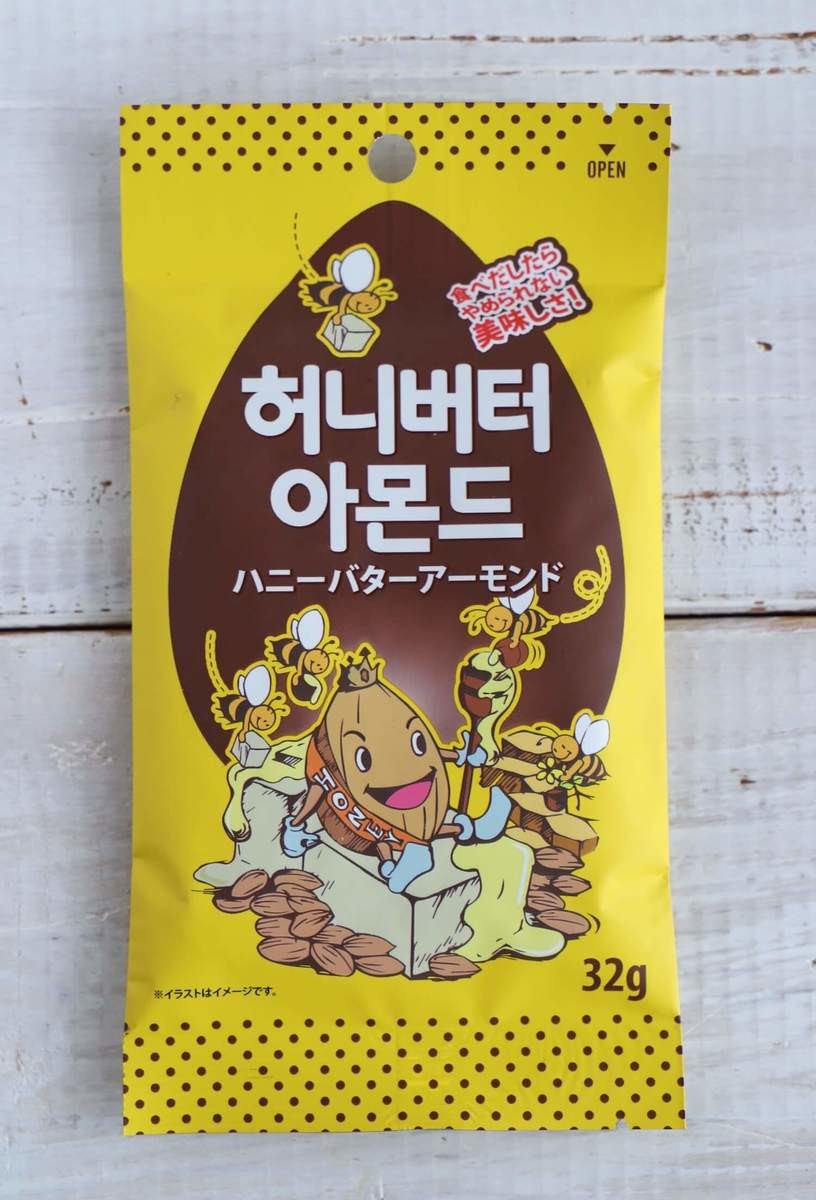 OPEN
食べだしたら
やめられない
美味しさ!
허니버터
아몬드
ハニーバターアーモンド
HONEY
※イラストはイメージです。
32g